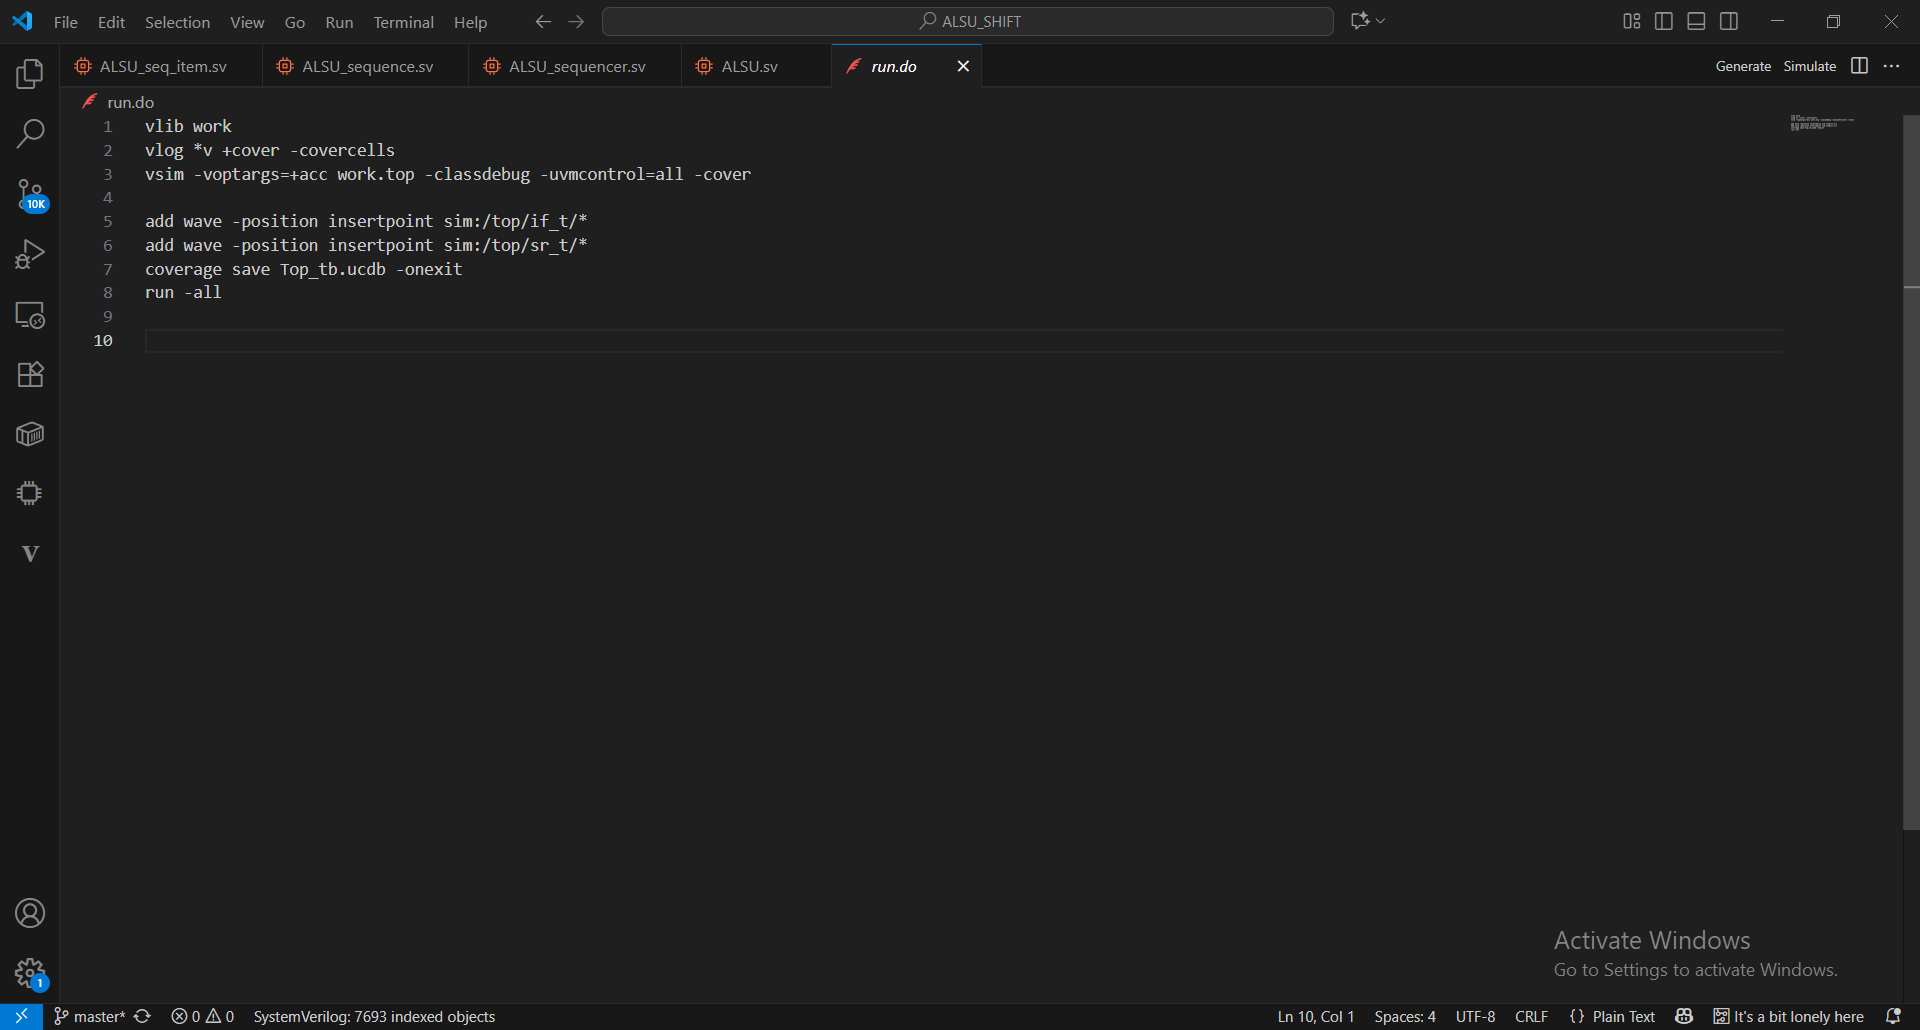 File Edit Selection View Go Run Terminal Help
ALSU_SHIFT
ALSU_seq_item.sv
ALSU_sequence.sv
ALSU_sequencer.sv
ALSU.sv
run.do
Generate Simulate
run.do
1 vlib work
2 vlog *v +cover -covercells
3 vsim -voptargs=+acc work.top -classdebug -uvmcontrol=all -cover
4
5 add wave -position insertpoint sim:/top/if_t/*
6 add wave -position insertpoint sim:/top/sr_t/*
7 coverage save Top_tb.ucdb -onexit
8 run -all
9
10
10K
V
1
Activate Windows
Go to Settings to activate Windows.
master* 0 0 SystemVerilog: 7693 indexed objects
Ln 10, Col 1 Spaces: 4 UTF-8 CRLF {} Plain Text It's a bit lonely here